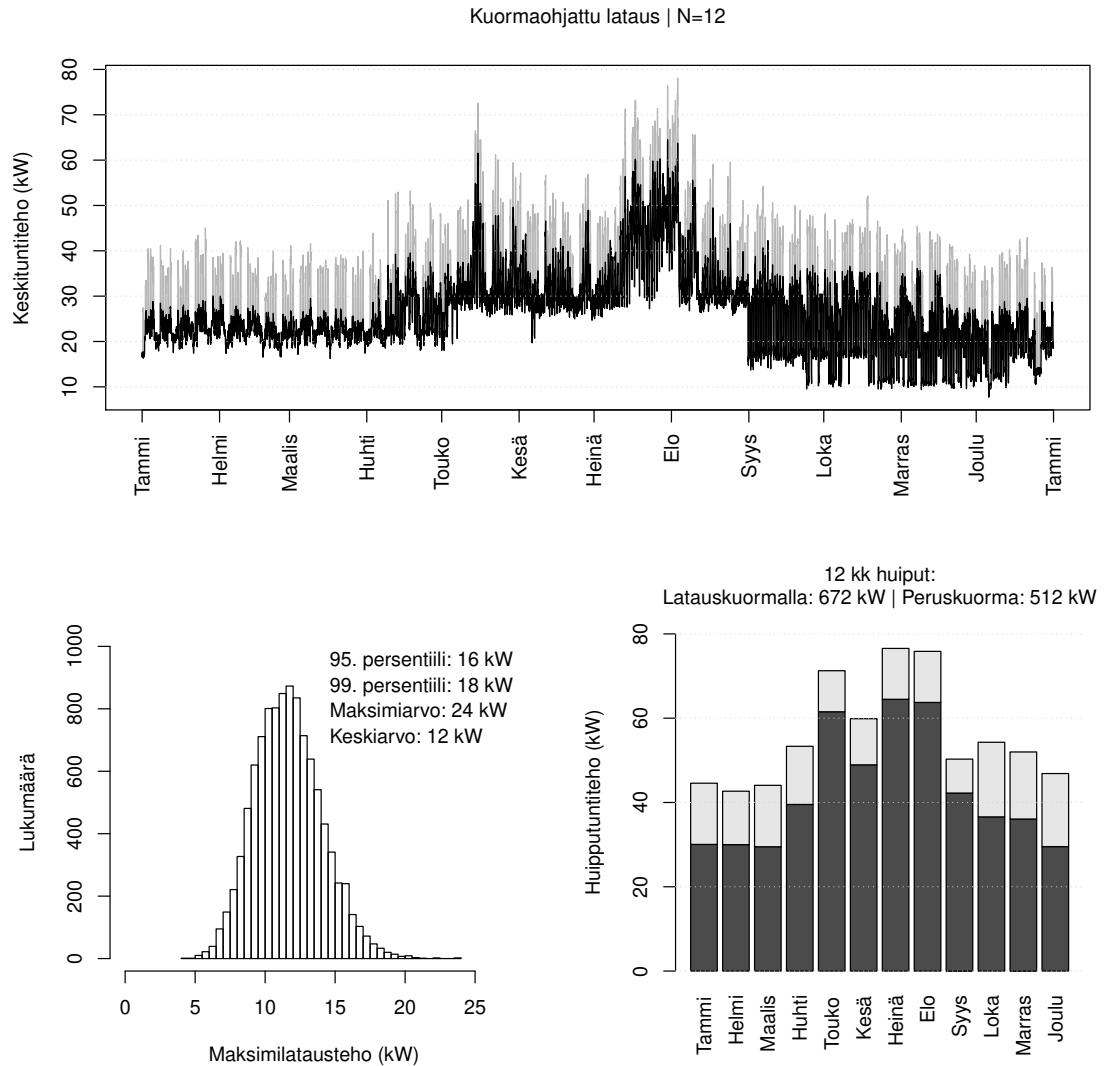 Kuormaohjattu lataus | N=12
Keskituntiteho (kW)
80
70
60
50
40
30
20
10
Tammi
Helmi
Maalis
Huhti
Touko
Kesä
Heinä
Elo
Syys
Loka
Marras
Joulu
Tammi
95. persentiili: 16 kW
99. persentiili: 18 kW
Maksimiarvo: 24 kW
Keskiarvo: 12 kW
Lukumäärä
1000
800
600
400
200
0
0 5 10 15 20 25
Maksimilatausteho (kW)
12 kk huiput:
Latauskuormalla: 672 kW | Peruskuorma: 512 kW
Huipputuntiteho (kW)
80
60
40
20
0
Tammi
Helmi
Maalis
Huhti
Touko
Kesä
Heinä
Elo
Syys
Loka
Marras
Joulu